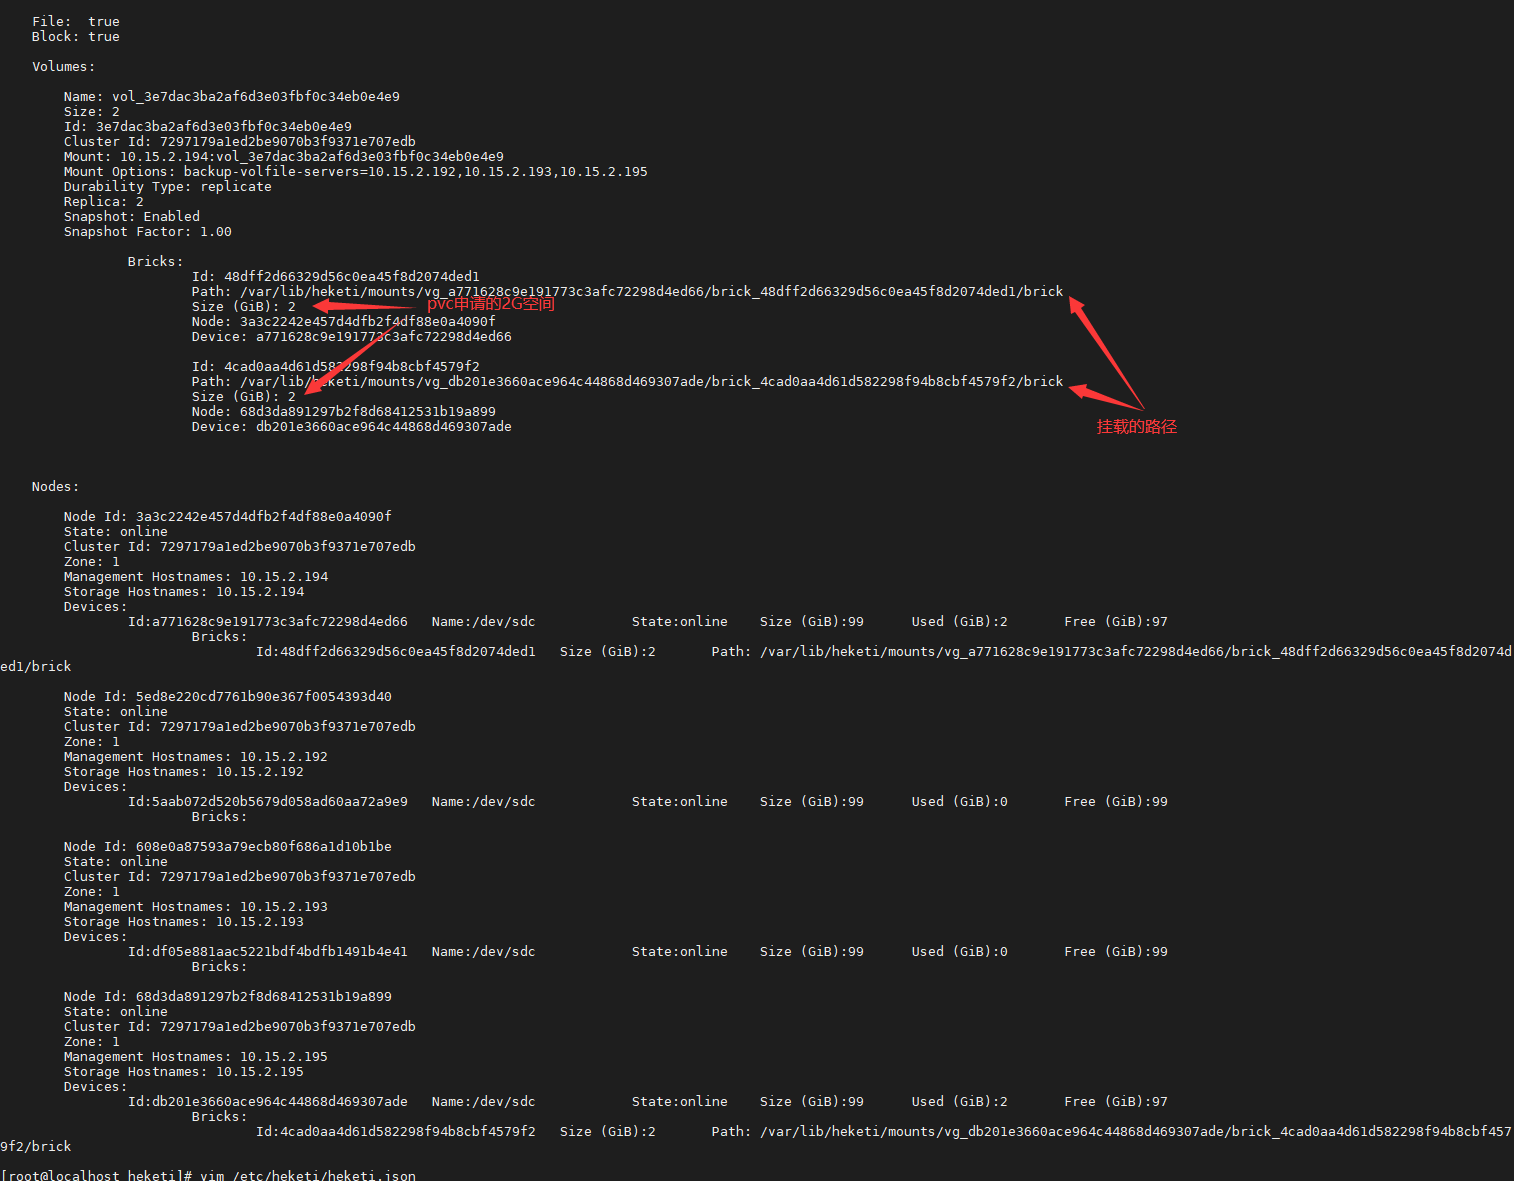 File:  true
Block: true
Volumes:
Name: vol_3e7dac3ba2af6d3e03fbf0c34eb0e4e9
Size: 2
Id: 3e7dac3ba2af6d3e03fbf0c34eb0e4e9
Cluster Id: 7297179a1ed2be9070b3f9371e707edb
Mount: 10.15.2.194:vol_3e7dac3ba2af6d3e03fbf0c34eb0e4e9
Mount Options: backup-volfile-servers=10.15.2.192,10.15.2.193,10.15.2.195
Durability Type: replicate
Replica: 2
Snapshot: Enabled
Snapshot Factor: 1.00
Bricks:
Id: 48dff2d66329d56c0ea45f8d2074ded1
Path: /var/lib/heketi/mounts/vg_a771628c9e191773c3afc72298d4ed66/brick_48dff2d66329d56c0ea45f8d2074ded1/brick
Size (GiB): 2
pvc申请的2G空间
Node: 3a3c2242e457d4dfb2f4df88e0a4090f
Device: a771628c9e191773c3afc72298d4ed66
Id: 4cad0aa4d61d582298f94b8cbf4579f2
Path: /var/lib/heketi/mounts/vg_db201e3660ace964c44868d469307ade/brick_4cad0aa4d61d582298f94b8cbf4579f2/brick
Size (GiB): 2
Node: 68d3da891297b2f8d68412531b19a899
Device: db201e3660ace964c44868d469307ade
挂载的路径
Nodes:
Node Id: 3a3c2242e457d4dfb2f4df88e0a4090f
State: online
Cluster Id: 7297179a1ed2be9070b3f9371e707edb
Zone: 1
Management Hostnames: 10.15.2.194
Storage Hostnames: 10.15.2.194
Devices:
Id:a771628c9e191773c3afc72298d4ed66   Name:/dev/sdc            State:online    Size (GiB):99      Used (GiB):2       Free (GiB):97
Bricks:
Id:48dff2d66329d56c0ea45f8d2074ded1   Size (GiB):2       Path: /var/lib/heketi/mounts/vg_a771628c9e191773c3afc72298d4ed66/brick_48dff2d66329d56c0ea45f8d2074d
ed1/brick
Node Id: 5ed8e220cd7761b90e367f0054393d40
State: online
Cluster Id: 7297179a1ed2be9070b3f9371e707edb
Zone: 1
Management Hostnames: 10.15.2.192
Storage Hostnames: 10.15.2.192
Devices:
Id:5aab072d520b5679d058ad60aa72a9e9   Name:/dev/sdc            State:online    Size (GiB):99      Used (GiB):0       Free (GiB):99
Bricks:
Node Id: 608e0a87593a79ecb80f686a1d10b1be
State: online
Cluster Id: 7297179a1ed2be9070b3f9371e707edb
Zone: 1
Management Hostnames: 10.15.2.193
Storage Hostnames: 10.15.2.193
Devices:
Id:df05e881aac5221bdf4bdfb1491b4e41   Name:/dev/sdc            State:online    Size (GiB):99      Used (GiB):0       Free (GiB):99
Bricks:
Node Id: 68d3da891297b2f8d68412531b19a899
State: online
Cluster Id: 7297179a1ed2be9070b3f9371e707edb
Zone: 1
Management Hostnames: 10.15.2.195
Storage Hostnames: 10.15.2.195
Devices:
Id:db201e3660ace964c44868d469307ade   Name:/dev/sdc            State:online    Size (GiB):99      Used (GiB):2       Free (GiB):97
Bricks:
Id:4cad0aa4d61d582298f94b8cbf4579f2   Size (GiB):2       Path: /var/lib/heketi/mounts/vg_db201e3660ace964c44868d469307ade/brick_4cad0aa4d61d582298f94b8cbf457
9f2/brick
[root@localhost heketi]# vim /etc/heketi/heketi.json